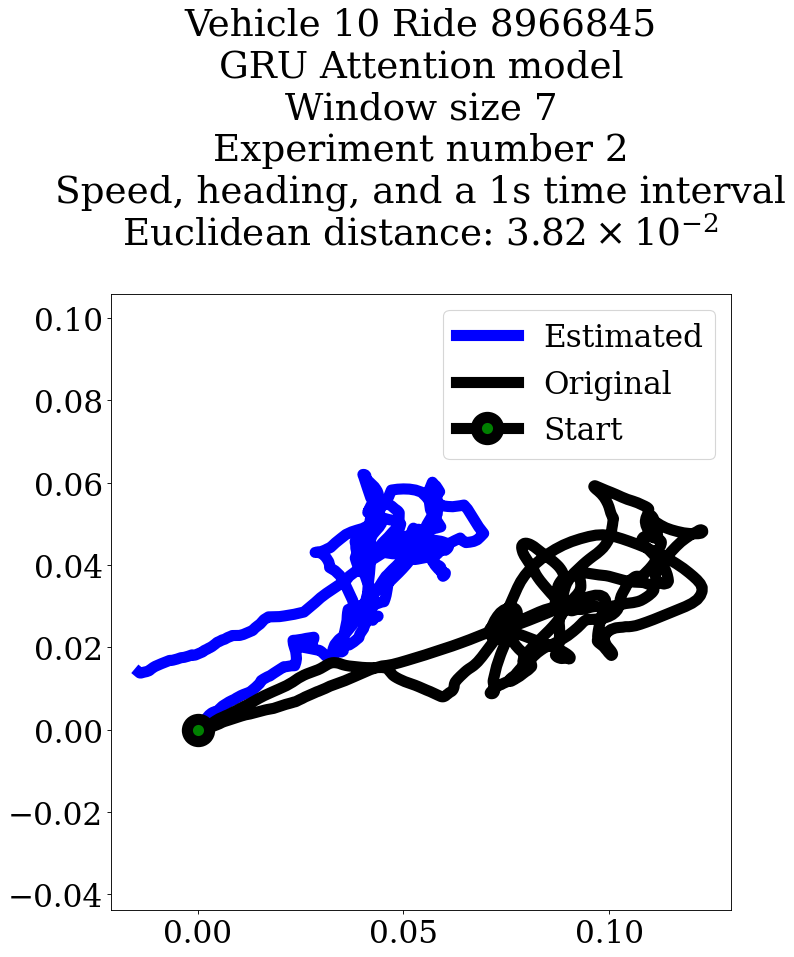 Vehicle 10 Ride 8966845
GRU Attention model
Window size 7
Experiment number 2
Speed, heading, and a 1s time interval
Euclidean distance: 3.82 × 10⁻²
Estimated
Original
Start
0.10
0.08
0.06
0.04
0.02
0.00
−0.02
−0.04
0.00 0.05 0.10